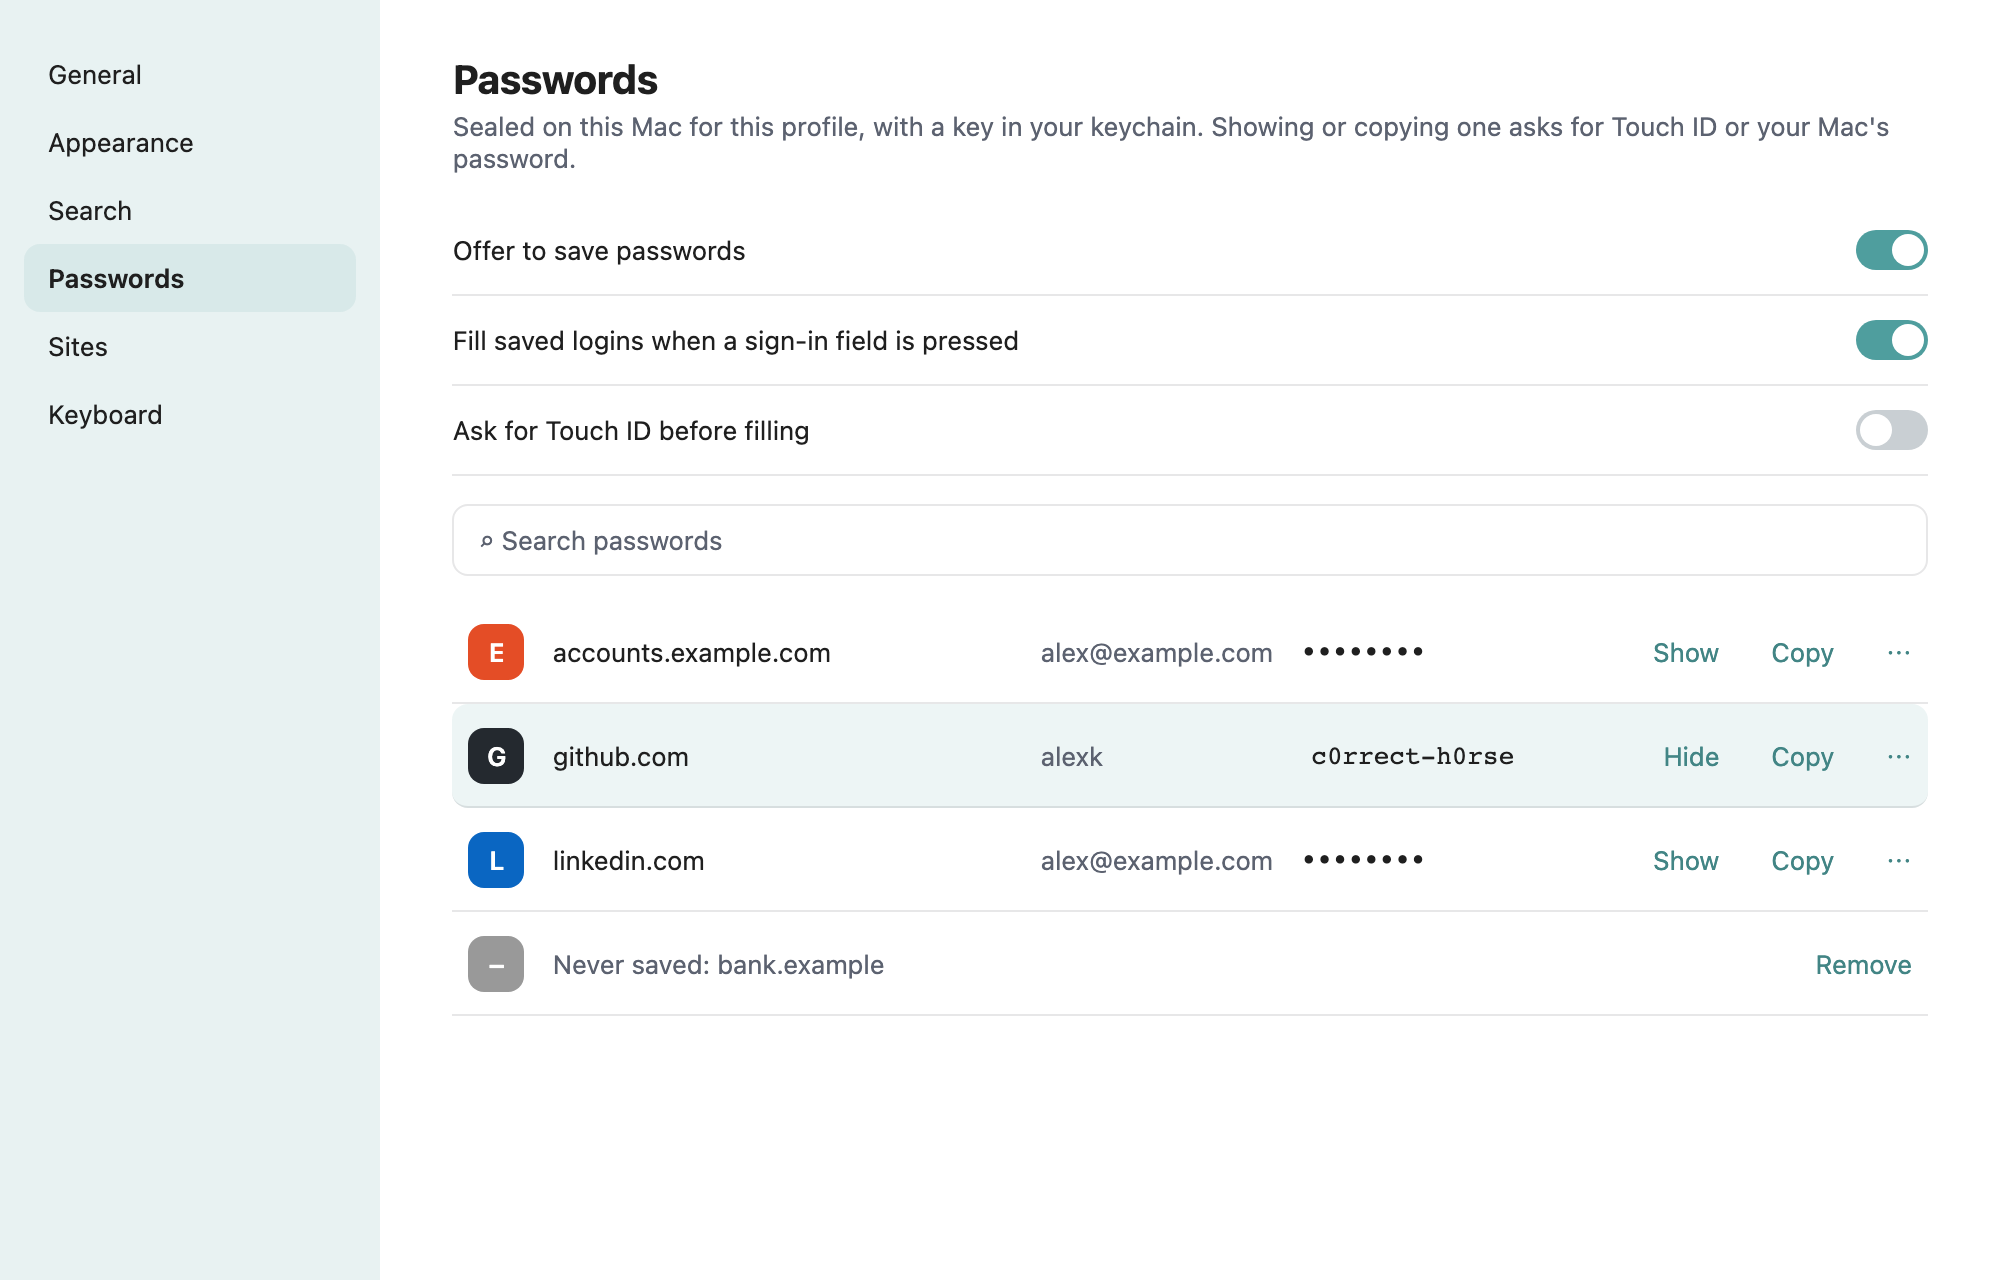 General
Appearance
Search
Passwords
Sites
Keyboard
Passwords
Sealed on this Mac for this profile, with a key in your keychain. Showing or copying one asks for Touch ID or your Mac's
password.
Offer to save passwords
Fill saved logins when a sign-in field is pressed
Ask for Touch ID before filling
Search passwords
E accounts.example.com alex@example.com •••••••• Show Copy ···
G github.com alexk c0rrect-h0rse Hide Copy ···
L linkedin.com alex@example.com •••••••• Show Copy ···
– Never saved: bank.example Remove